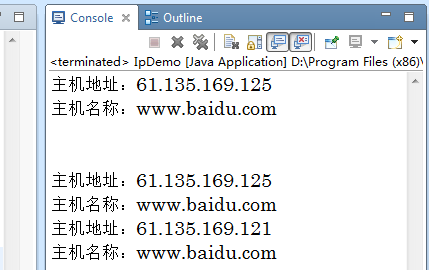 Console
Outline
<terminated> IpDemo [Java Application] D:\Program Files (x86)\
主机地址：61.135.169.125
主机名称：www.baidu.com
主机地址：61.135.169.125
主机名称：www.baidu.com
主机地址：61.135.169.121
主机名称：www.baidu.com